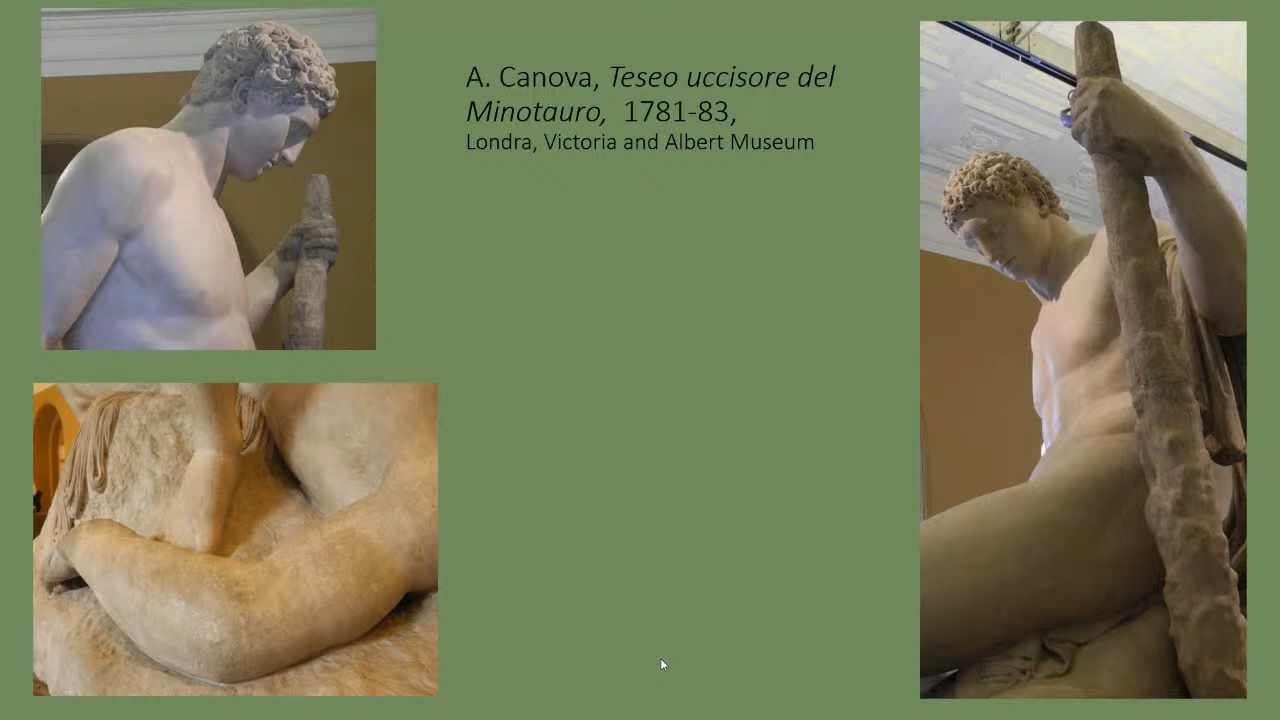 A. Canova, Teseo uccisore del
Minotauro, 1781-83,
Londra, Victoria and Albert Museum